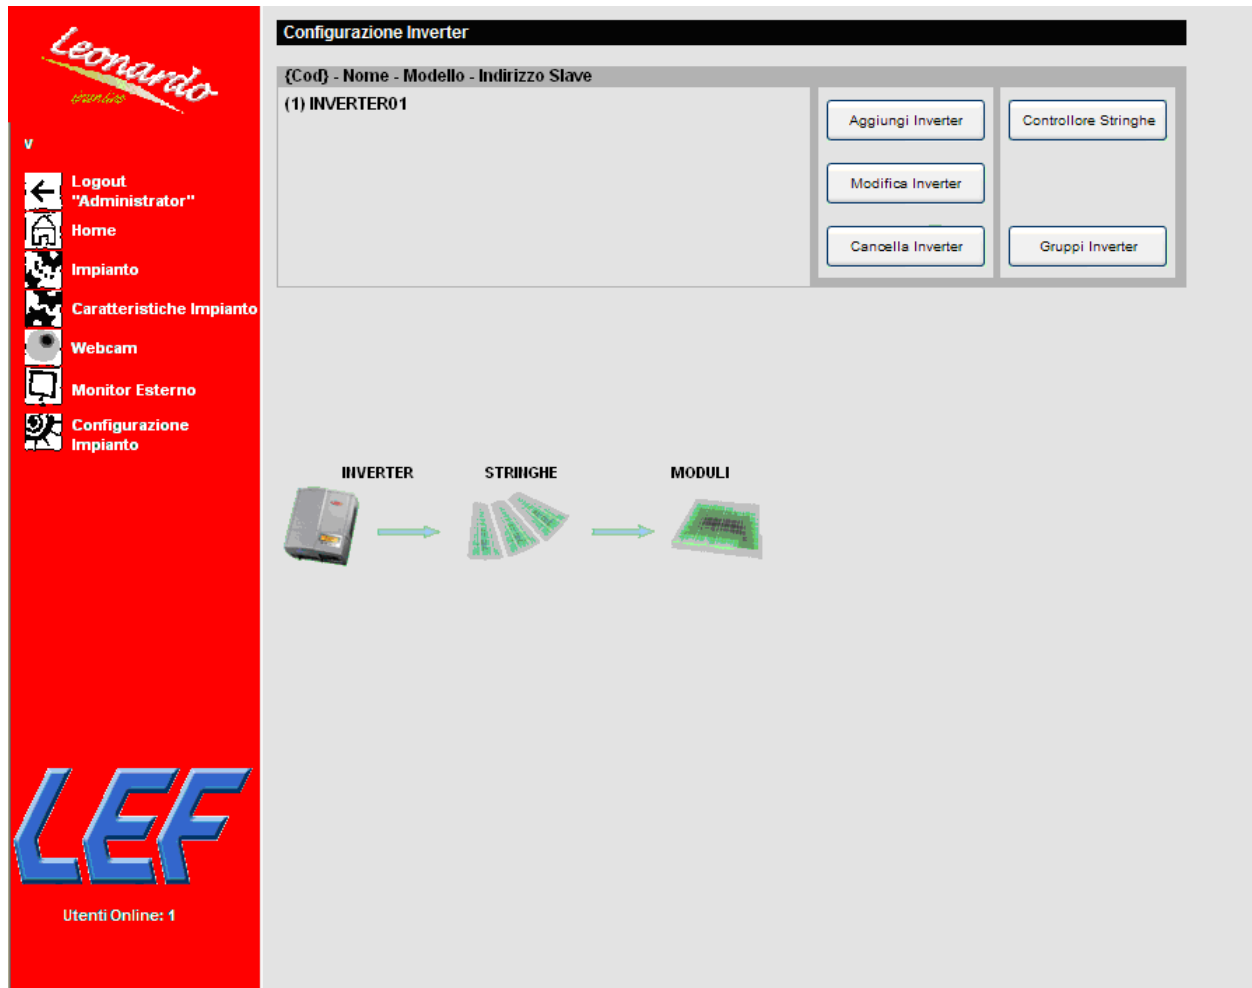 Leonardo
v
Logout
"Administrator"
Home
Impianto
Caratteristiche Impianto
Webcam
Monitor Esterno
Configurazione
Impianto
LEF
Utenti Online: 1
Configurazione Inverter
{Cod} - Nome - Modello - Indirizzo Slave
(1) INVERTER01
Aggiungi Inverter
Controllore Stringhe
Modifica Inverter
Cancella Inverter
Gruppi Inverter
INVERTER STRINGHE MODULI